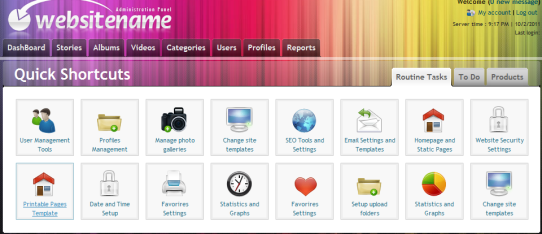 Welcome (0 new message)
Administration Panel
websitename
My account | Log out
Server time : 9:17 PM | 10/2/2011
Last login
DashBoard Stories Albums Videos Categories Users Profiles Reports
Quick Shortcuts
Routine Tasks To Do Products
User Management
Tools
Profiles
Management
Manage photo
galleries
Change site
templates
SEO Tools and
Settings
Email Settings and
Templates
Homepage and
Static Pages
Website Security
Settings
Printable Pages
Template
Date and Time
Setup
Favorires
Settings
Statistics and
Graphs
Favorires
Settings
Setup upload
folders
Statistics and
Graphs
Change site
templates